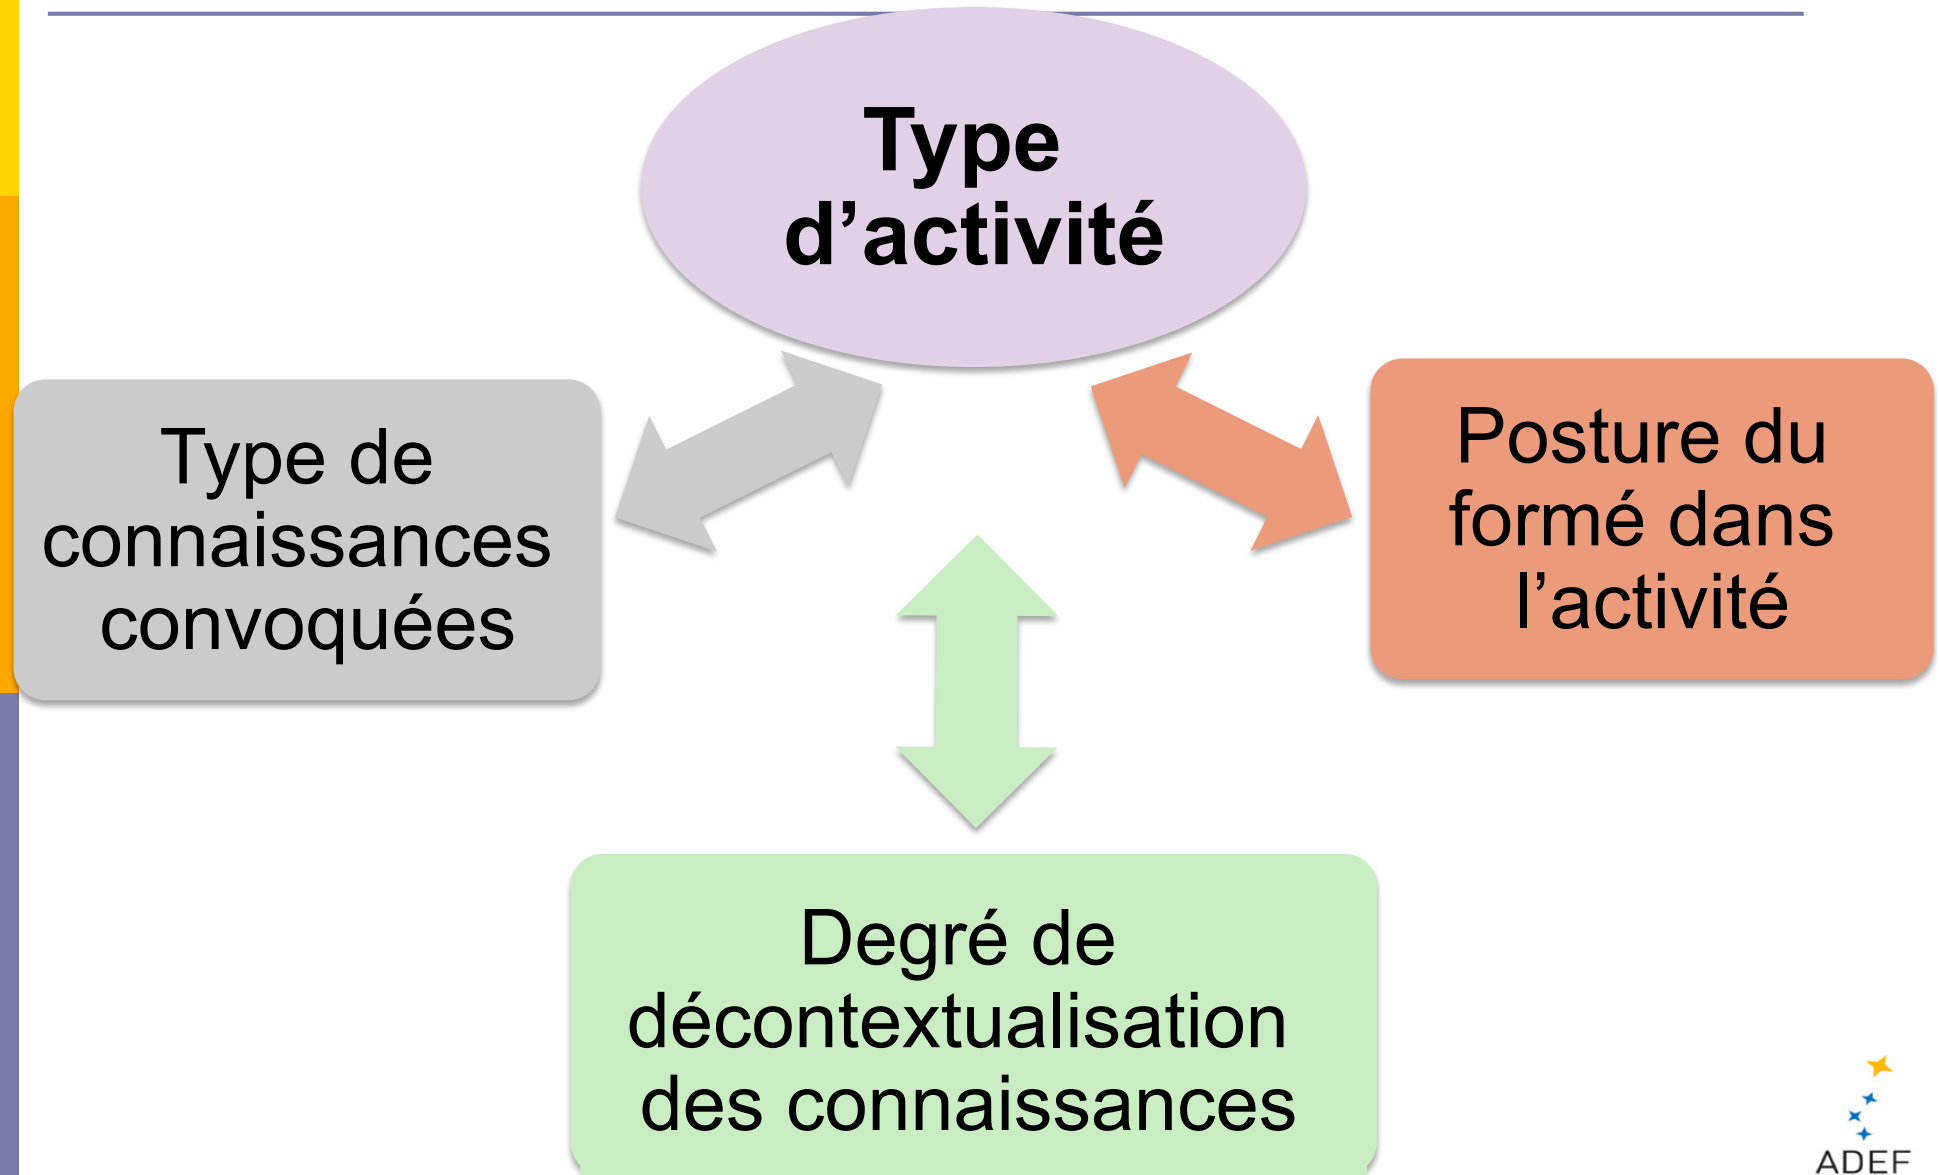 Type
d’activité
Type de
connaissances
convoquées
Posture du
formé dans
l’activité
Degré de
décontextualisation
des connaissances
ADEF